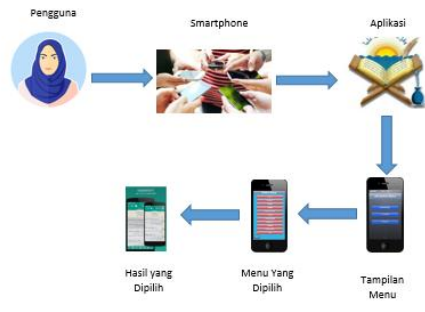 Pengguna
Smartphone
Aplikasi
Hasil yang
Dipilih
Menu Yang
Dipilih
Tampilan
Menu